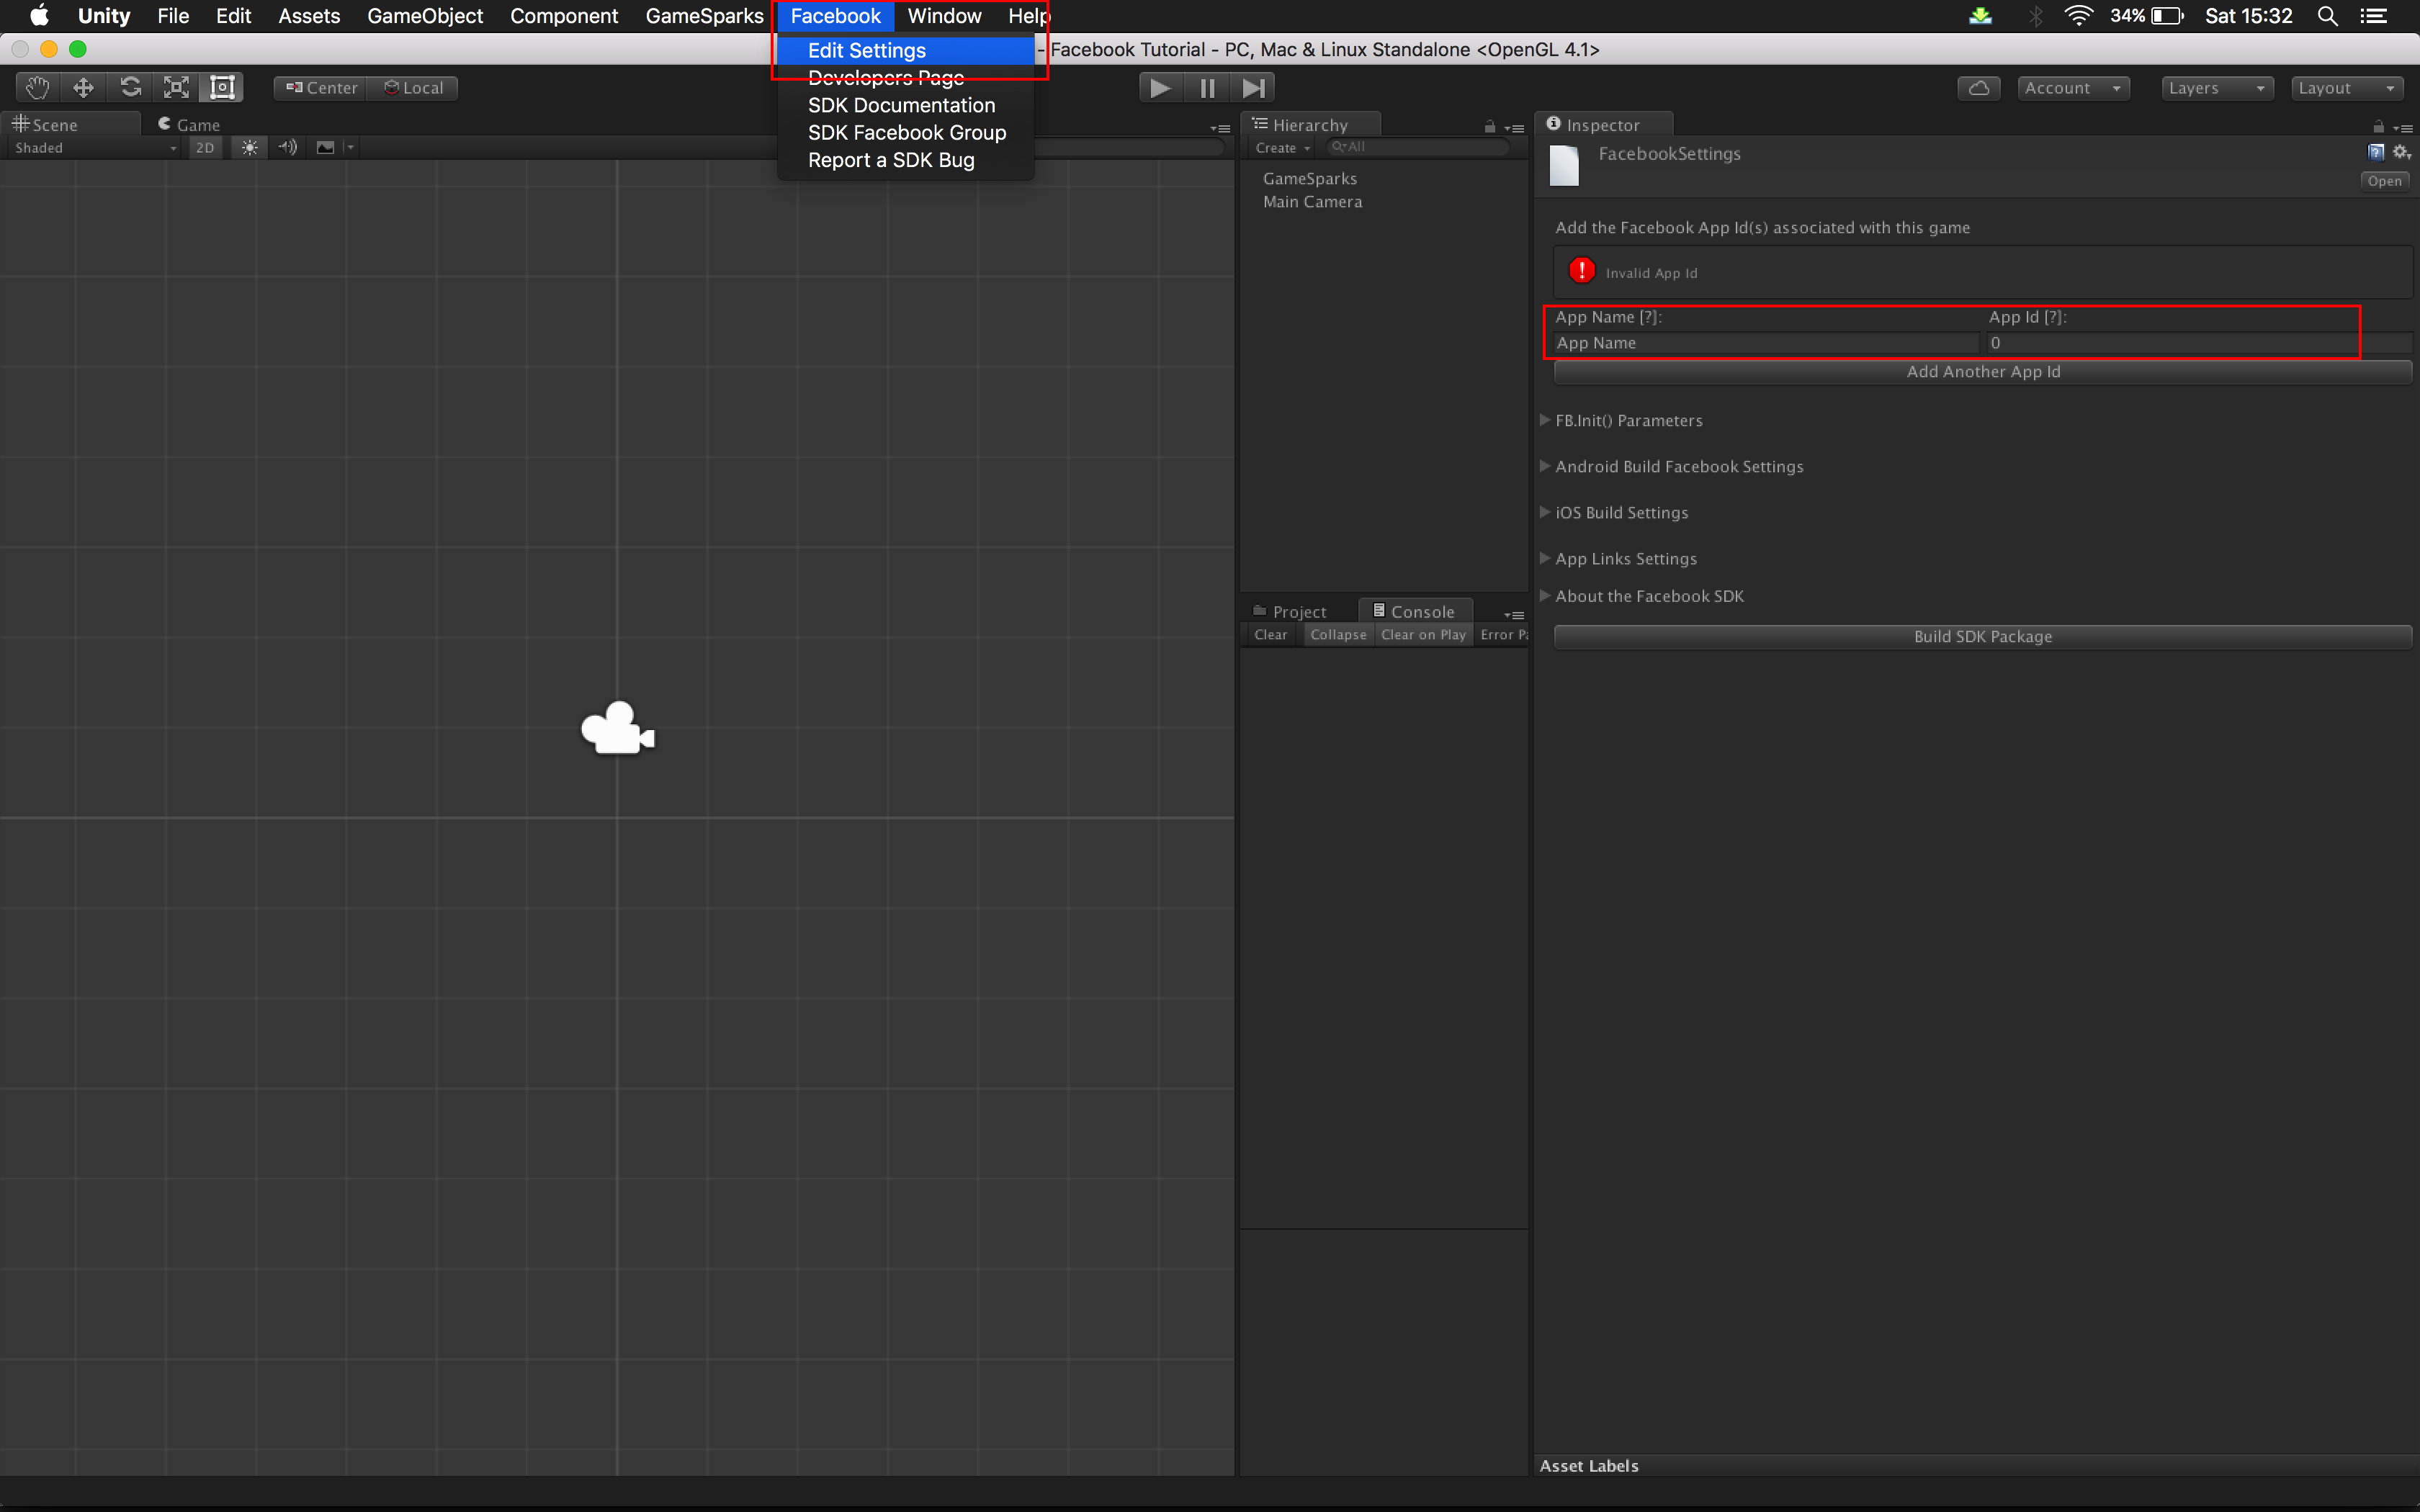 Unity File Edit Assets GameObject Component GameSparks Facebook Window Help 34% Sat 15:32
Edit Settings
- Facebook Tutorial - PC, Mac & Linux Standalone <OpenGL 4.1>
Developers Page
SDK Documentation
SDK Facebook Group
Report a SDK Bug
Center Local
Account Layers Layout
Scene Game
Shaded 2D
Hierarchy
Create All
GameSparks
Main Camera
Project Console
Clear Collapse Clear on Play Error Pa
Inspector
FacebookSettings
Open
Add the Facebook App Id(s) associated with this game
Invalid App Id
App Name [?]: App Id [?]:
App Name 0
Add Another App Id
FB.Init() Parameters
Android Build Facebook Settings
iOS Build Settings
App Links Settings
About the Facebook SDK
Build SDK Package
Asset Labels